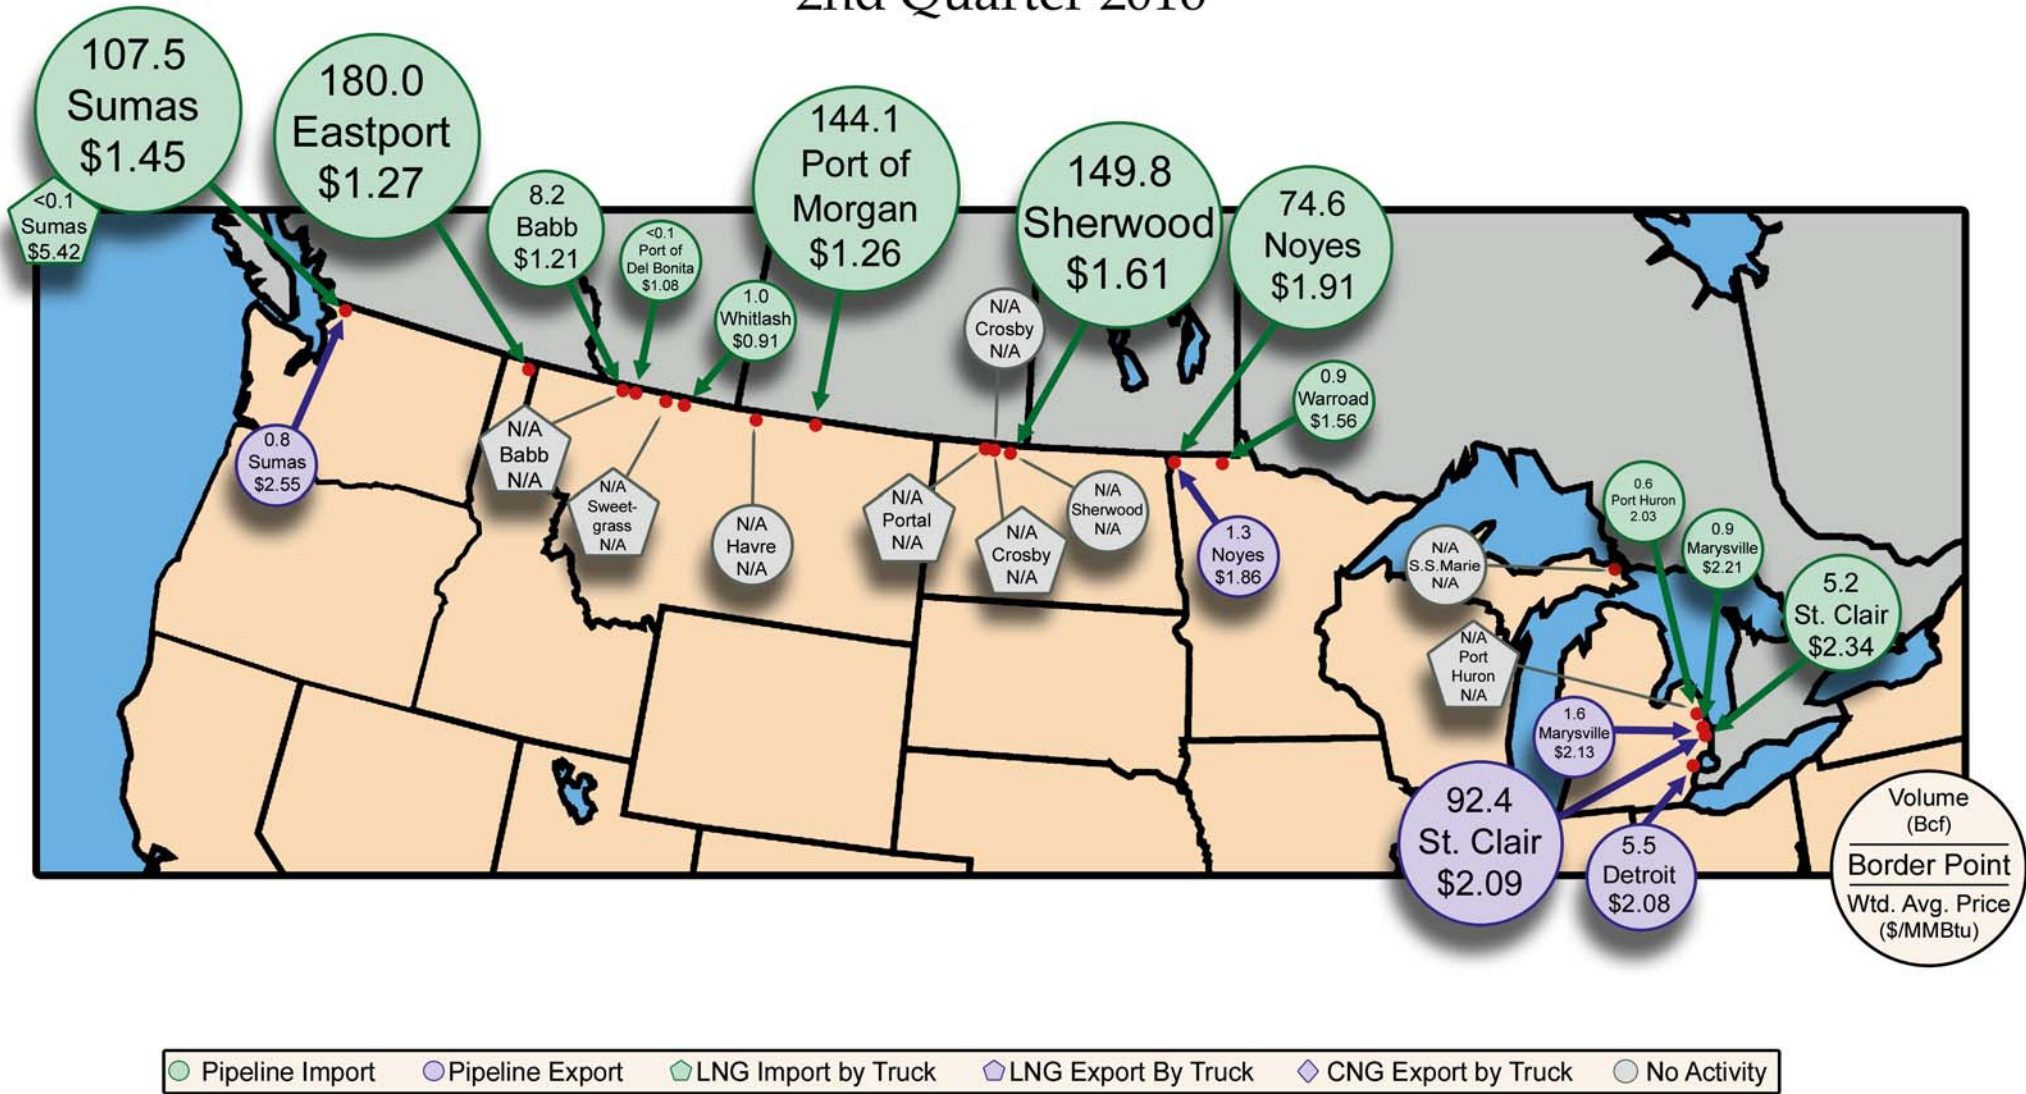 2nd Quarter 2016
107.5
Sumas
$1.45
180.0
Eastport
$1.27
<0.1
Sumas
$5.42
8.2
Babb
$1.21
<0.1
Port of
Del Bonita
$1.08
1.0
Whitlash
$0.91
144.1
Port of
Morgan
$1.26
N/A
Crosby
N/A
149.8
Sherwood
$1.61
74.6
Noyes
$1.91
0.9
Warroad
$1.56
0.8
Sumas
$2.55
N/A
Babb
N/A
N/A
Sweet-
grass
N/A
N/A
Havre
N/A
N/A
Portal
N/A
N/A
Crosby
N/A
N/A
Sherwood
N/A
1.3
Noyes
$1.86
N/A
S.S.Marie
N/A
0.6
Port Huron
2.03
0.9
Marysville
$2.21
5.2
St. Clair
$2.34
N/A
Port
Huron
N/A
1.6
Marysville
$2.13
92.4
St. Clair
$2.09
5.5
Detroit
$2.08
Volume
(Bcf)
Border Point
Wtd. Avg. Price
($/MMBtu)
Pipeline Import
Pipeline Export
LNG Import by Truck
LNG Export By Truck
CNG Export by Truck
No Activity